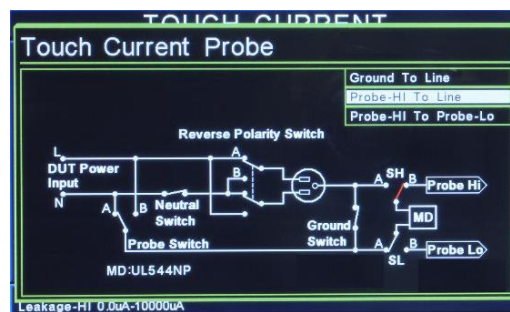 TOUCH CURRENT
Touch Current Probe
Ground To Line
Probe-HI To Line
Probe-HI To Probe-Lo
Reverse Polarity Switch
L
DUT Power
Input
N
A
B
A
B
Neutral
Switch
Probe Switch
Ground
Switch
A
SH
B
Probe Hi
MD
A
B
SL
Probe Lo
MD:UL544NP
Leakage-HI 0.0uA-10000uA